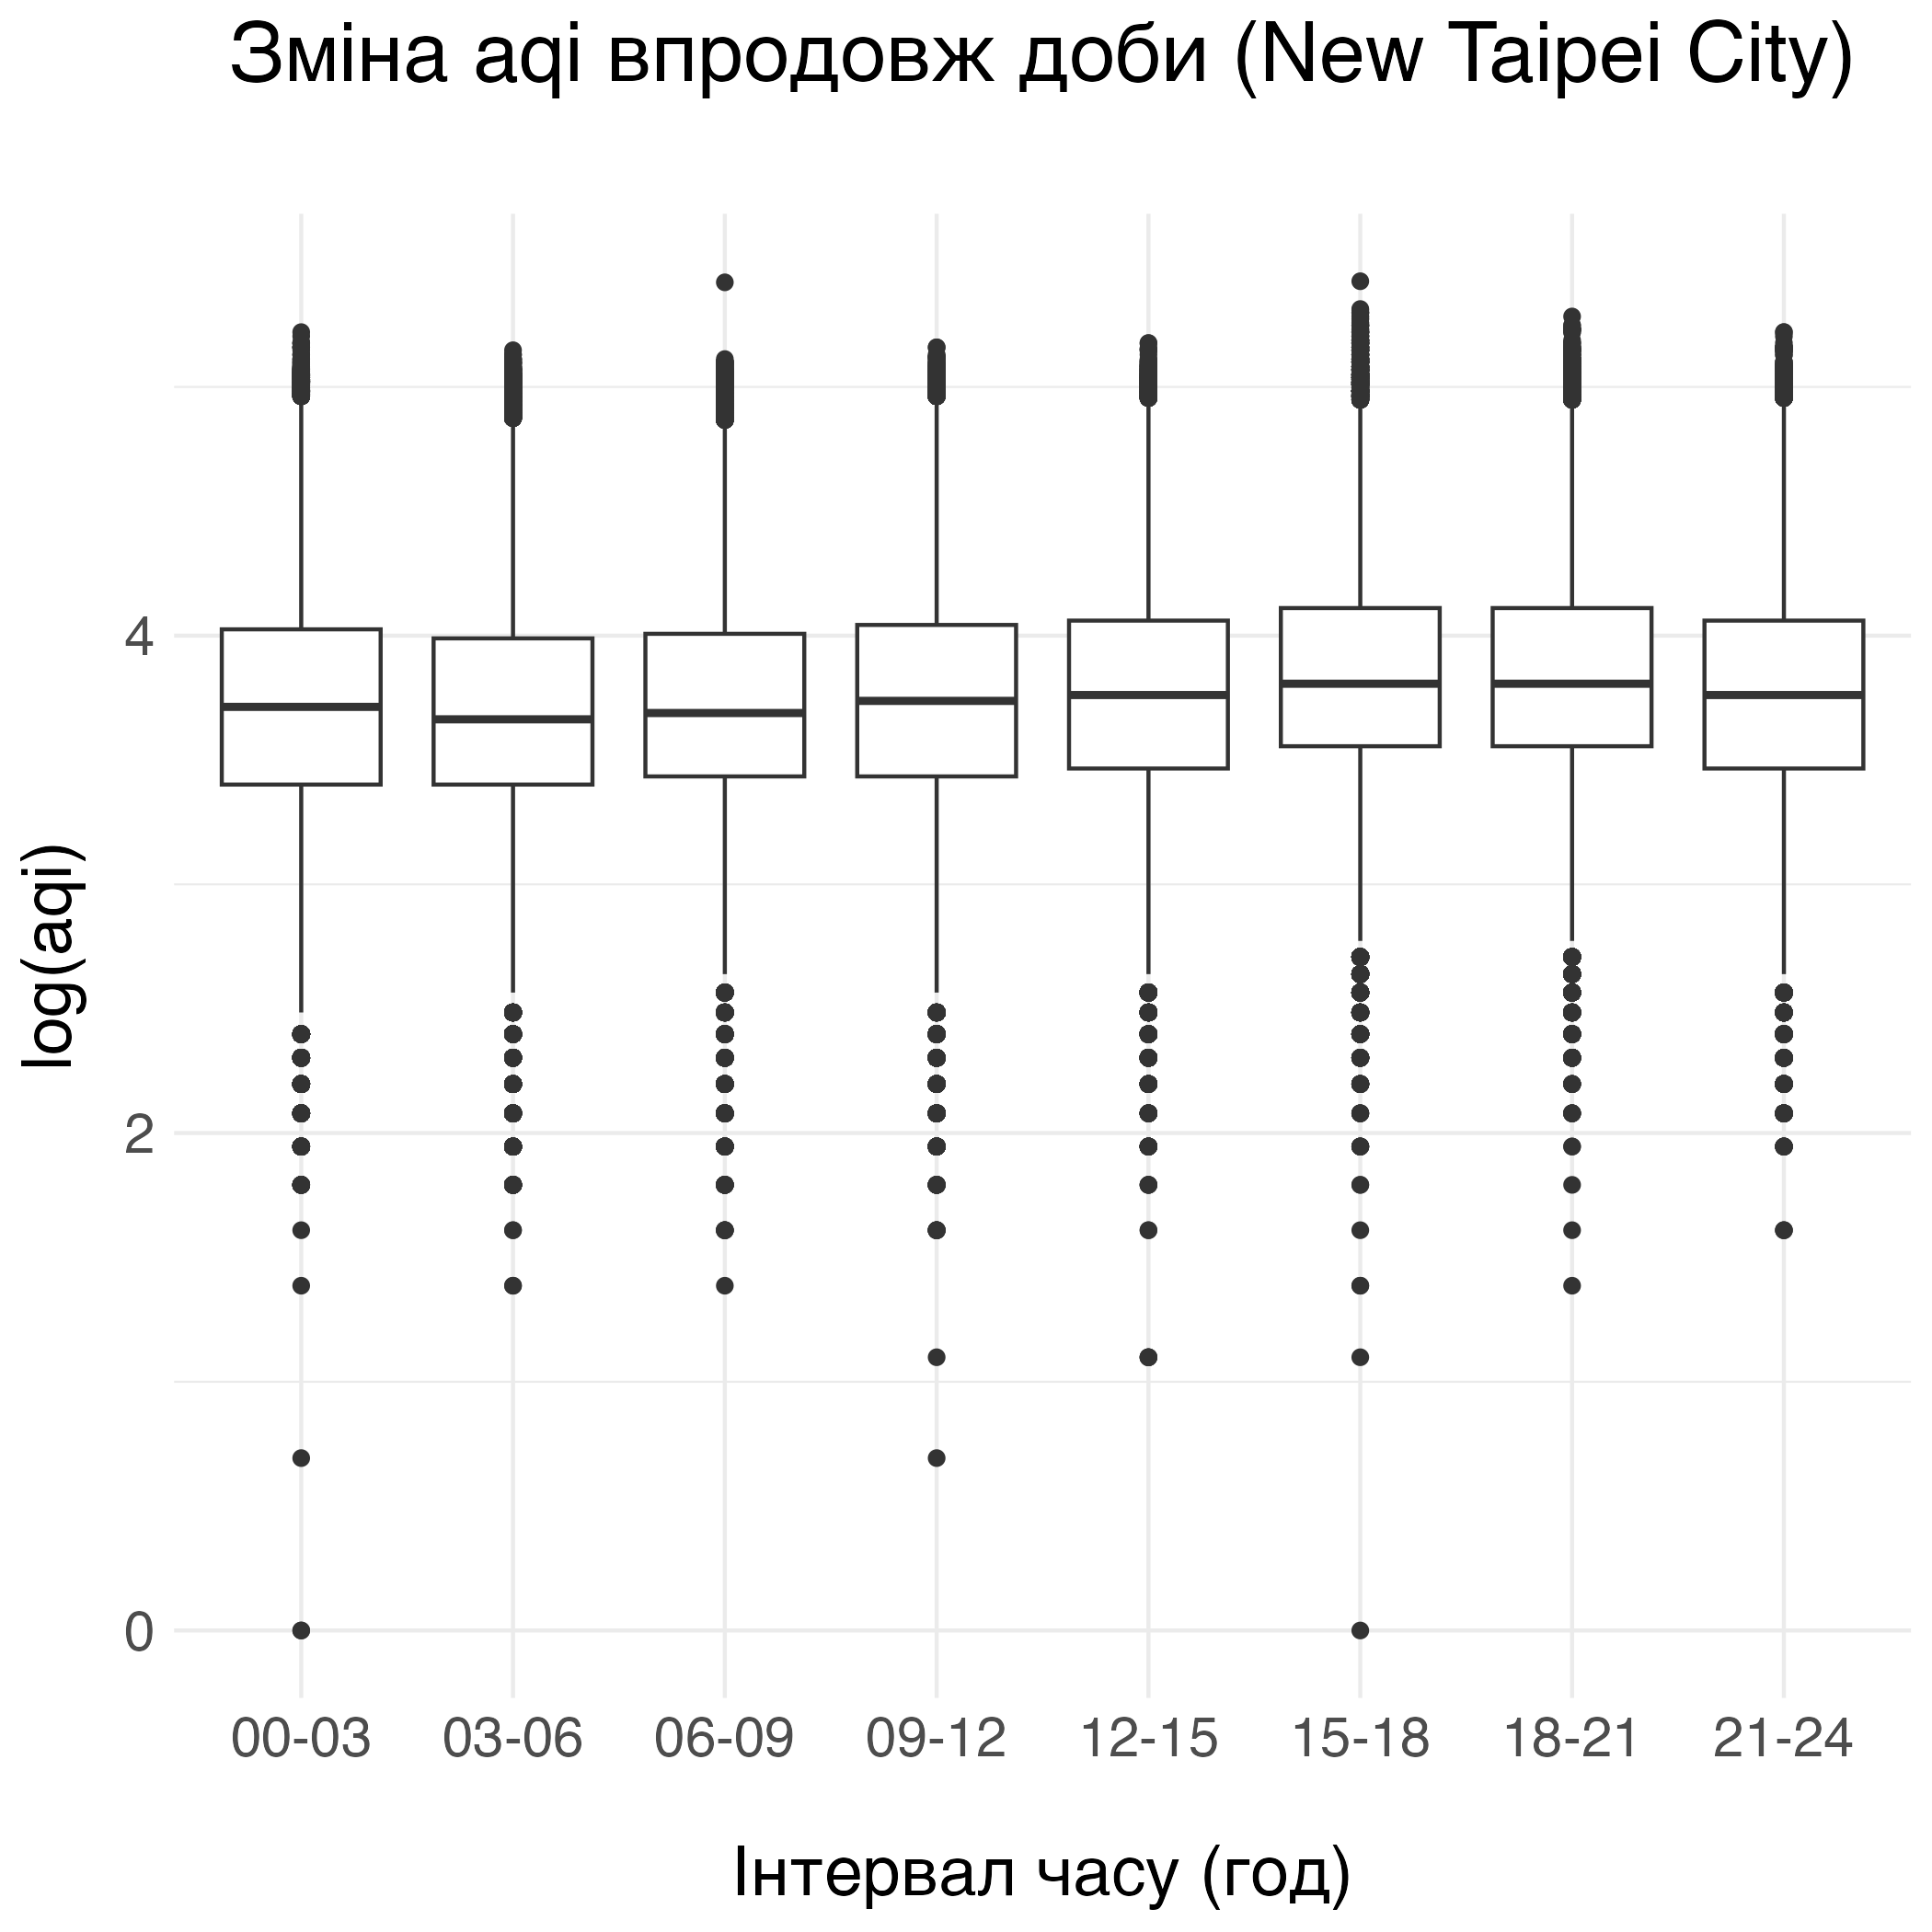 Зміна aqi впродовж доби (New Taipei City)
log(aqi)
4
2
0
00-03 03-06 06-09 09-12 12-15 15-18 18-21 21-24
Інтервал часу (год)